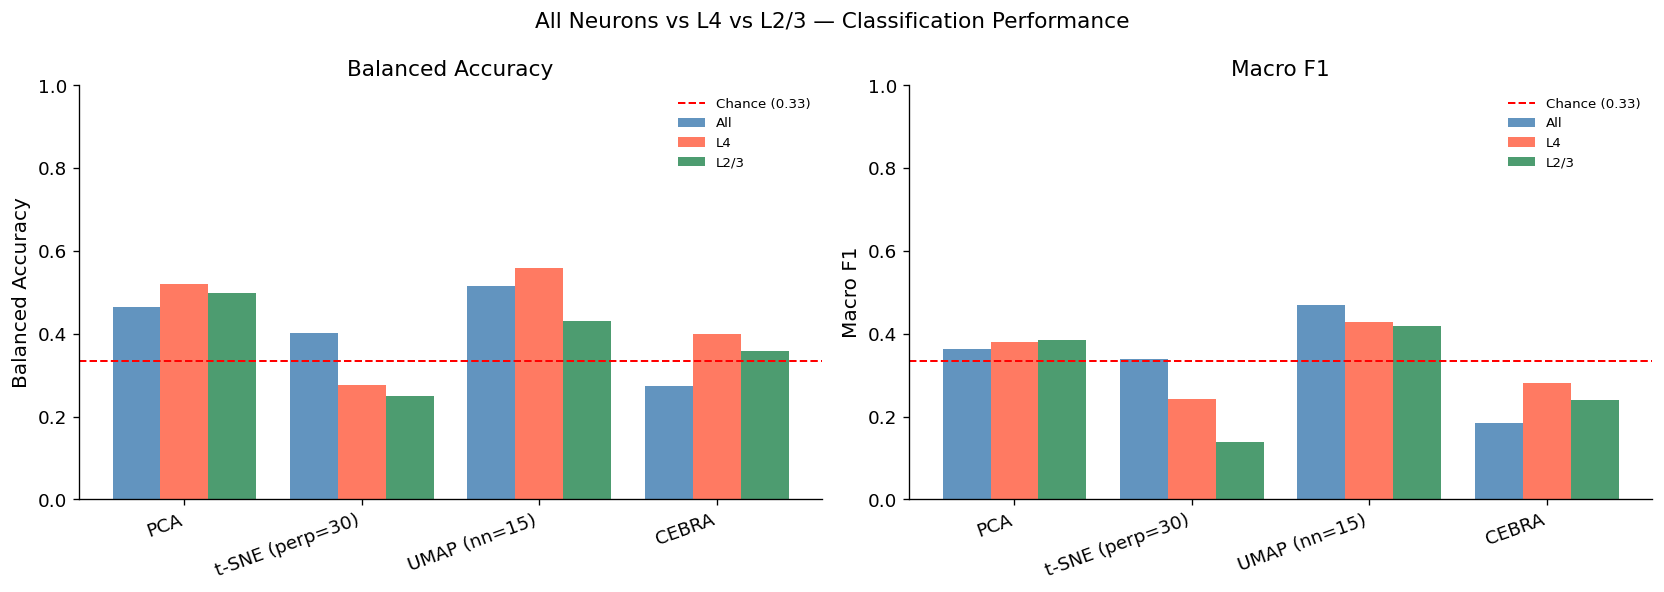 All Neurons vs L4 vs L2/3 — Classification Performance
Balanced Accuracy
Balanced Accuracy
1.0
0.8
0.6
0.4
0.2
0.0
Chance (0.33)
All
L4
L2/3
PCA
t-SNE (perp=30)
UMAP (nn=15)
CEBRA
Macro F1
Macro F1
1.0
0.8
0.6
0.4
0.2
0.0
Chance (0.33)
All
L4
L2/3
PCA
t-SNE (perp=30)
UMAP (nn=15)
CEBRA